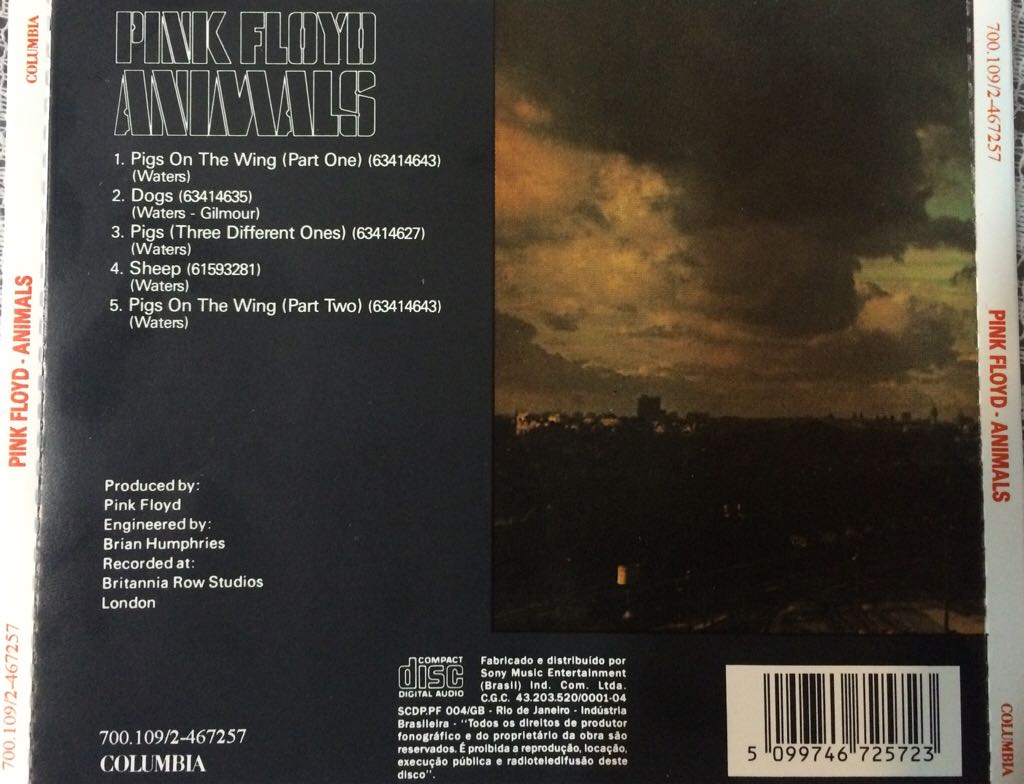 PINK FLOYD
ANIMALS
1. Pigs On The Wing (Part One) (63414643)
(Waters)
2. Dogs (63414635)
(Waters - Gilmour)
3. Pigs (Three Different Ones) (63414627)
(Waters)
4. Sheep (61593281)
(Waters)
5. Pigs On The Wing (Part Two) (63414643)
(Waters)
Produced by:
Pink Floyd
Engineered by:
Brian Humphries
Recorded at:
Britannia Row Studios
London
700.109/2-467257
COLUMBIA
COMPACT
disc
DIGITAL AUDIO
Fabricado e distribuído por
Sony Music Entertainment
(Brasil) Ind. Com. Ltda.
C.G.C. 43.203.520/0001-04
SCDP.PF 004/GB - Rio de Janeiro - Indústria
Brasileira - "Todos os direitos de produtor
fonográfico e do proprietário da obra são
reservados. É proibida a reprodução, locação,
execução pública e radioteledifusão deste
disco".
5 099746 725723
COLUMBIA
PINK FLOYD · ANIMALS
700.109/2-467257
700.109/2-467257
PINK FLOYD · ANIMALS
COLUMBIA